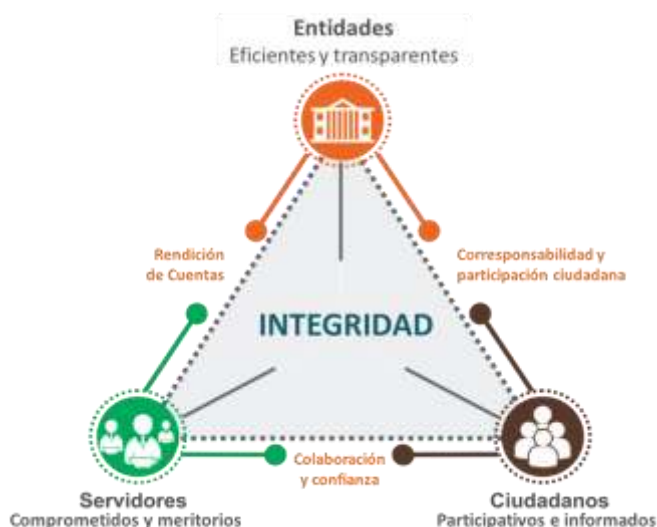 Entidades
Eficientes y transparentes
Rendición
de Cuentas
Corresponsabilidad y
participación ciudadana
INTEGRIDAD
Colaboración
y confianza
Servidores
Comprometidos y meritorios
Ciudadanos
Participativos e informados